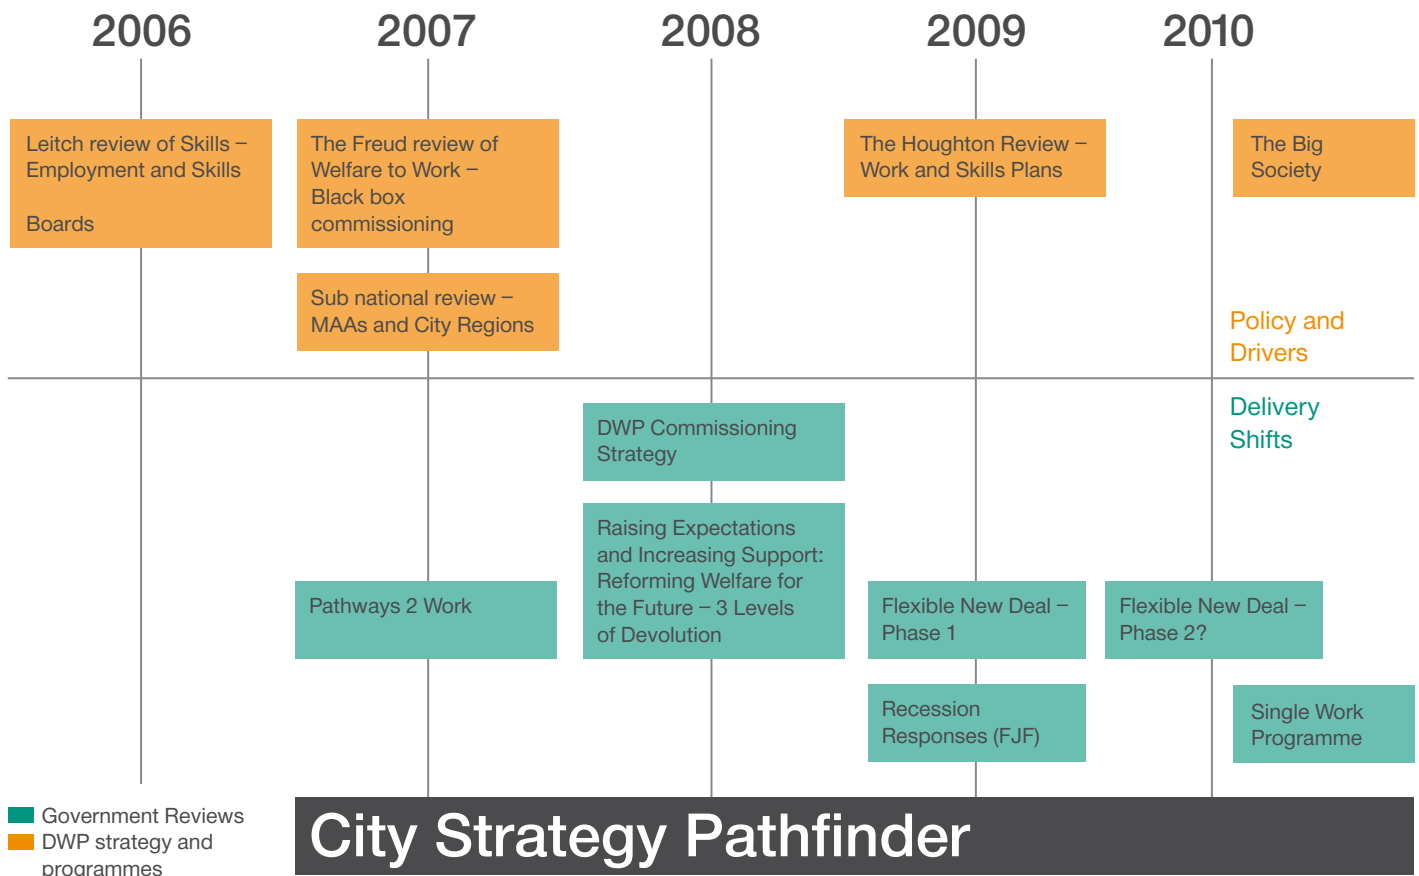 2006
2007
2008
2009
2010
Leitch review of Skills –
Employment and Skills
Boards
The Freud review of
Welfare to Work –
Black box
commissioning
The Houghton Review –
Work and Skills Plans
The Big
Society
Sub national review –
MAAs and City Regions
Policy and
Drivers
Delivery
Shifts
DWP Commissioning
Strategy
Raising Expectations
and Increasing Support:
Reforming Welfare for
the Future – 3 Levels
of Devolution
Pathways 2 Work
Flexible New Deal –
Phase 1
Flexible New Deal –
Phase 2?
Recession
Responses (FJF)
Single Work
Programme
Government Reviews
DWP strategy and
programmes
City Strategy Pathfinder